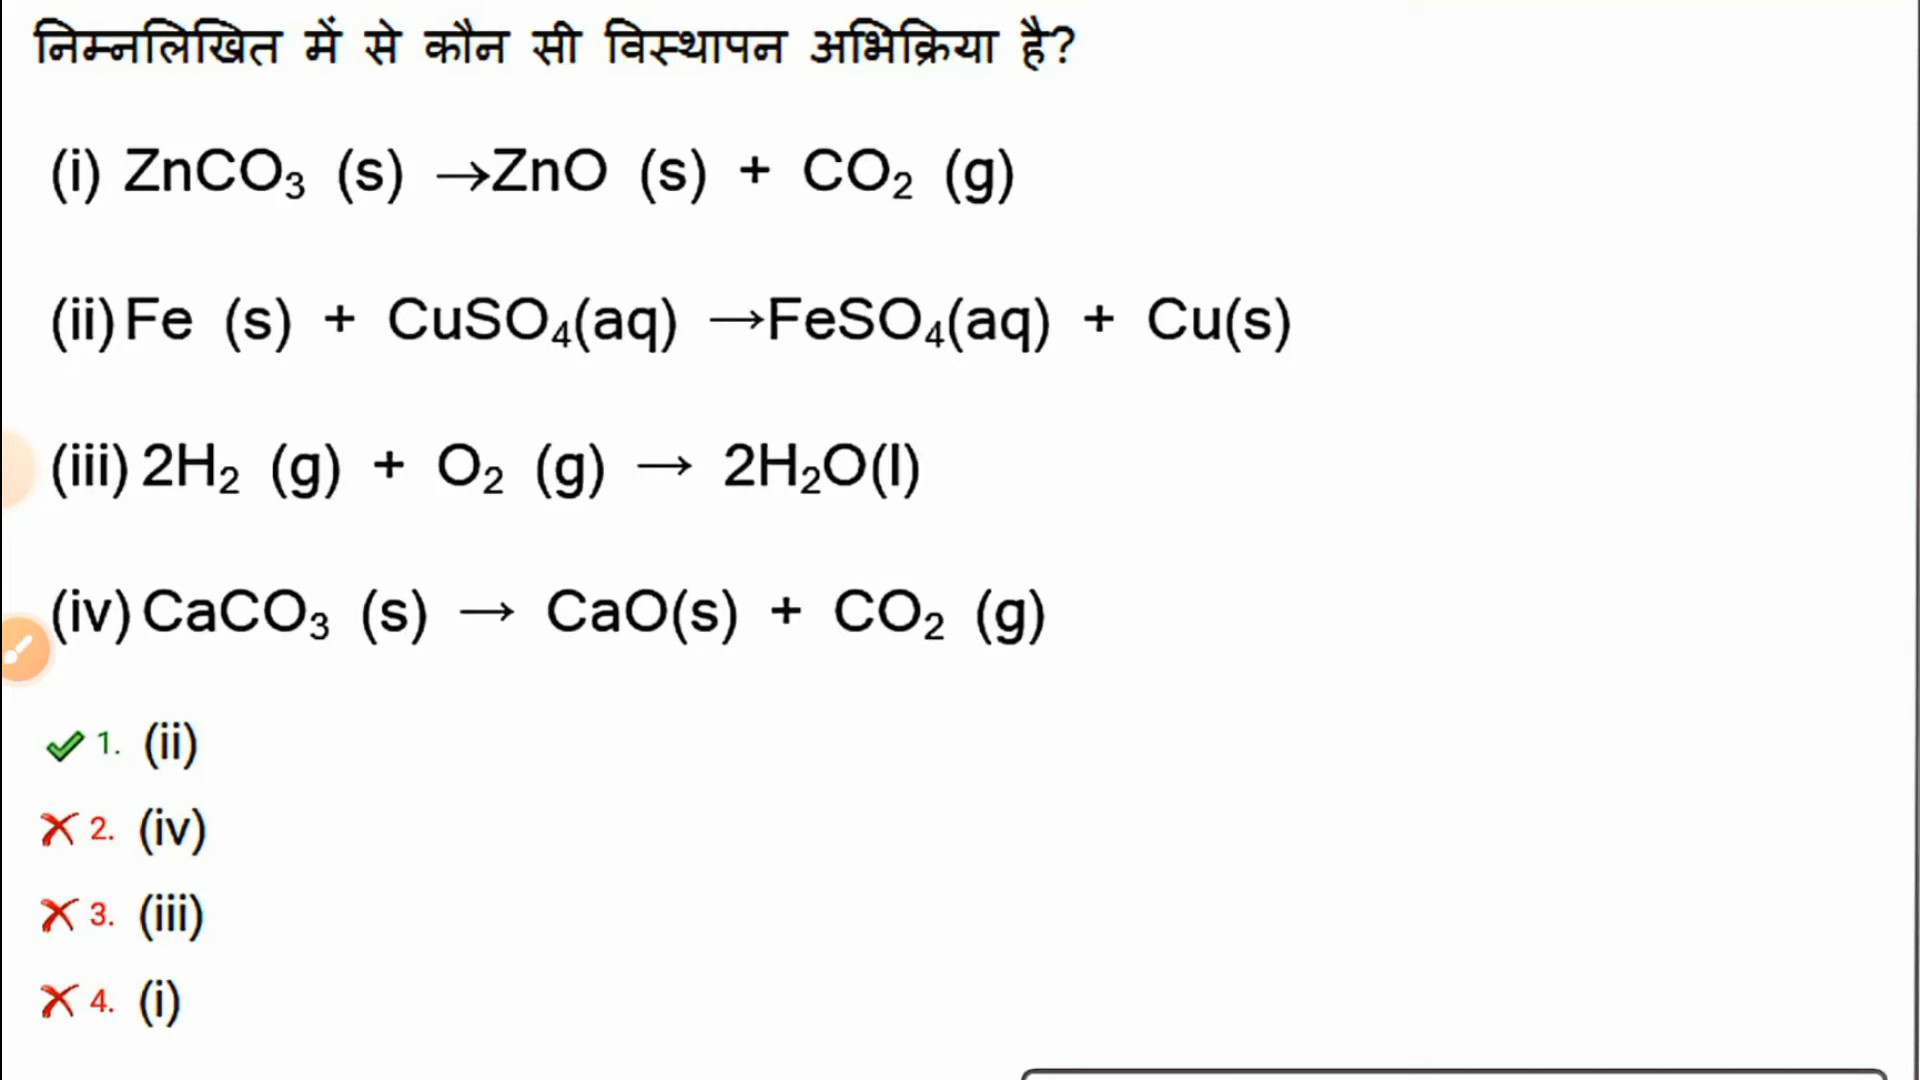 निम्नलिखित में से कौन सी विस्थापन अभिक्रिया है?
(i) ZnCO₃ (s) →ZnO (s) + CO₂ (g)
(ii) Fe (s) + CuSO₄(aq) →FeSO₄(aq) + Cu(s)
(iii) 2H₂ (g) + O₂ (g) → 2H₂O(l)
(iv) CaCO₃ (s) → CaO(s) + CO₂ (g)
1. (ii)
2. (iv)
3. (iii)
4. (i)